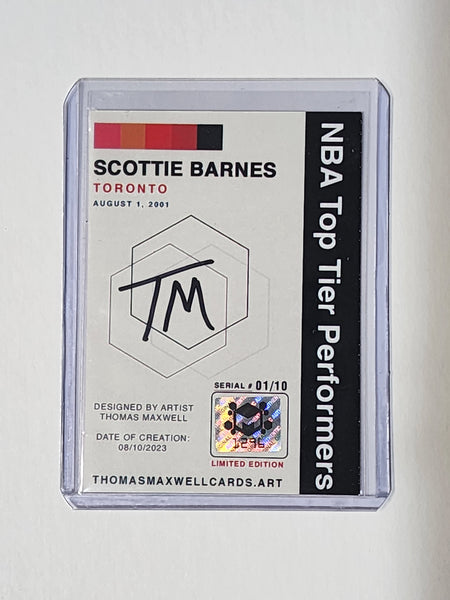 SCOTTIE BARNES
TORONTO
AUGUST 1, 2001
TM
SERIAL # 01/10
DESIGNED BY ARTIST
THOMAS MAXWELL
1296
DATE OF CREATION:
08/10/2023
LIMITED EDITION
THOMASMAXWELLCARDS.ART
NBA Top Tier Performers